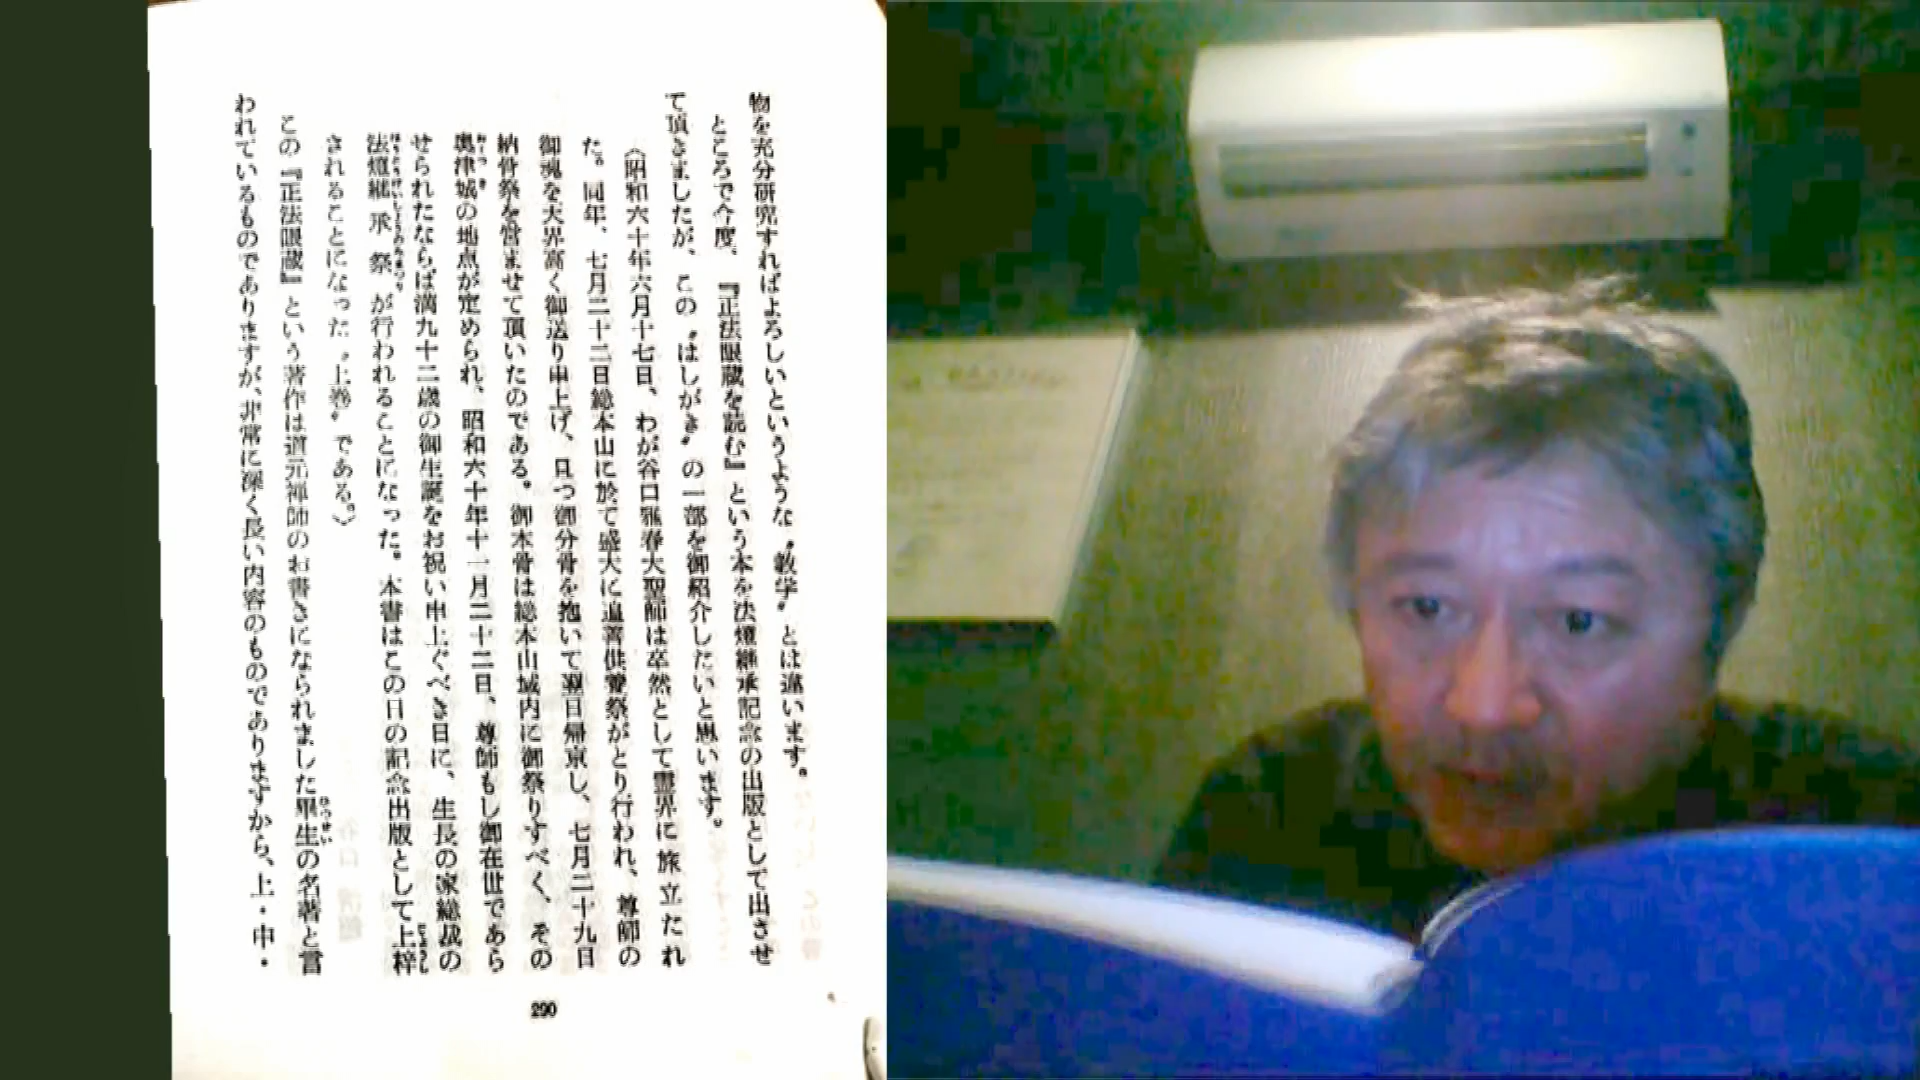 物を充分研究すればよろしいというような〝教学〟とは違います。
ところで今度、『正法眼蔵を読む』という本を法燈継承記念の出版として出させ
て頂きましたが、この〝はしがき〟の一部を御紹介したいと思います。
〈昭和六十年六月十七日、わが谷口雅春大聖師は卒然として霊界に旅立たれ
た。同年、七月二十二日総本山に於て盛大に追善供養祭がとり行われ、尊師の
御魂を天界高く御送り申上げ、且つ御分骨を抱いて翌日帰京し、七月二十九日
納骨祭を営ませて頂いたのである。御本骨は総本山域内に御祭りすべく、その
奥津城の地点が定められ、昭和六十年十一月二十二日、尊師もし御在世であら
せられたならば満九十二歳の御生誕をお祝い申上ぐべき日に、生長の家総裁の
法燈継承祭が行われることになった。本書はこの日の記念出版として上梓
されることになった〝上巻〟である。〉
この『正法眼蔵』という著作は道元禅師のお書きになられました畢生の名著と言
われているものでありますが、非常に深く長い内容のものでありますから、上・中・
290